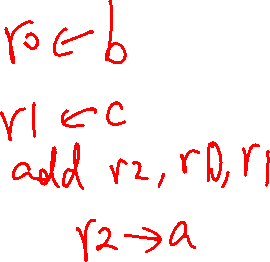 r0 ← b
r1 ← c
add r2, r0, r1
r2 → a